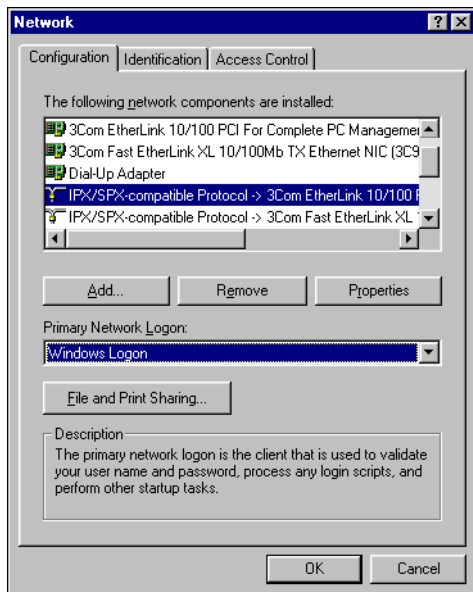 Network
Configuration Identification Access Control
The following network components are installed:
3Com EtherLink 10/100 PCI For Complete PC Managemen
3Com Fast EtherLink XL 10/100Mb TX Ethernet NIC (3C9
Dial-Up Adapter
IPX/SPX-compatible Protocol -> 3Com EtherLink 10/100 P
IPX/SPX-compatible Protocol -> 3Com Fast EtherLink XL
Add... Remove Properties
Primary Network Logon:
Windows Logon
File and Print Sharing...
Description
The primary network logon is the client that is used to validate
your user name and password, process any login scripts, and
perform other startup tasks.
OK Cancel